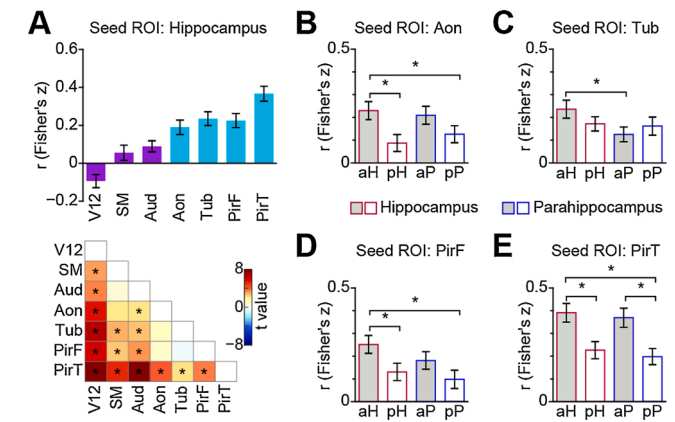 A
Seed ROI: Hippocampus
r (Fisher's z)
0.6
0.4
0.2
0
−0.2
V12 SM Aud Aon Tub PirF PirT
V12
SM
Aud
Aon
Tub
PirF
PirT
* 
*
* *
* * *
* * *
* * * * * *
V12 SM Aud Aon Tub PirF PirT
8
4
0
−4
−8
t value
B
Seed ROI: Aon
r (Fisher's z)
0.5
0
*
*
aH pH aP pP
C
Seed ROI: Tub
r (Fisher's z)
0.5
0
*
aH pH aP pP
Hippocampus Parahippocampus
D
Seed ROI: PirF
r (Fisher's z)
0.5
0
*
*
aH pH aP pP
E
Seed ROI: PirT
r (Fisher's z)
0.5
0
*
* *
aH pH aP pP